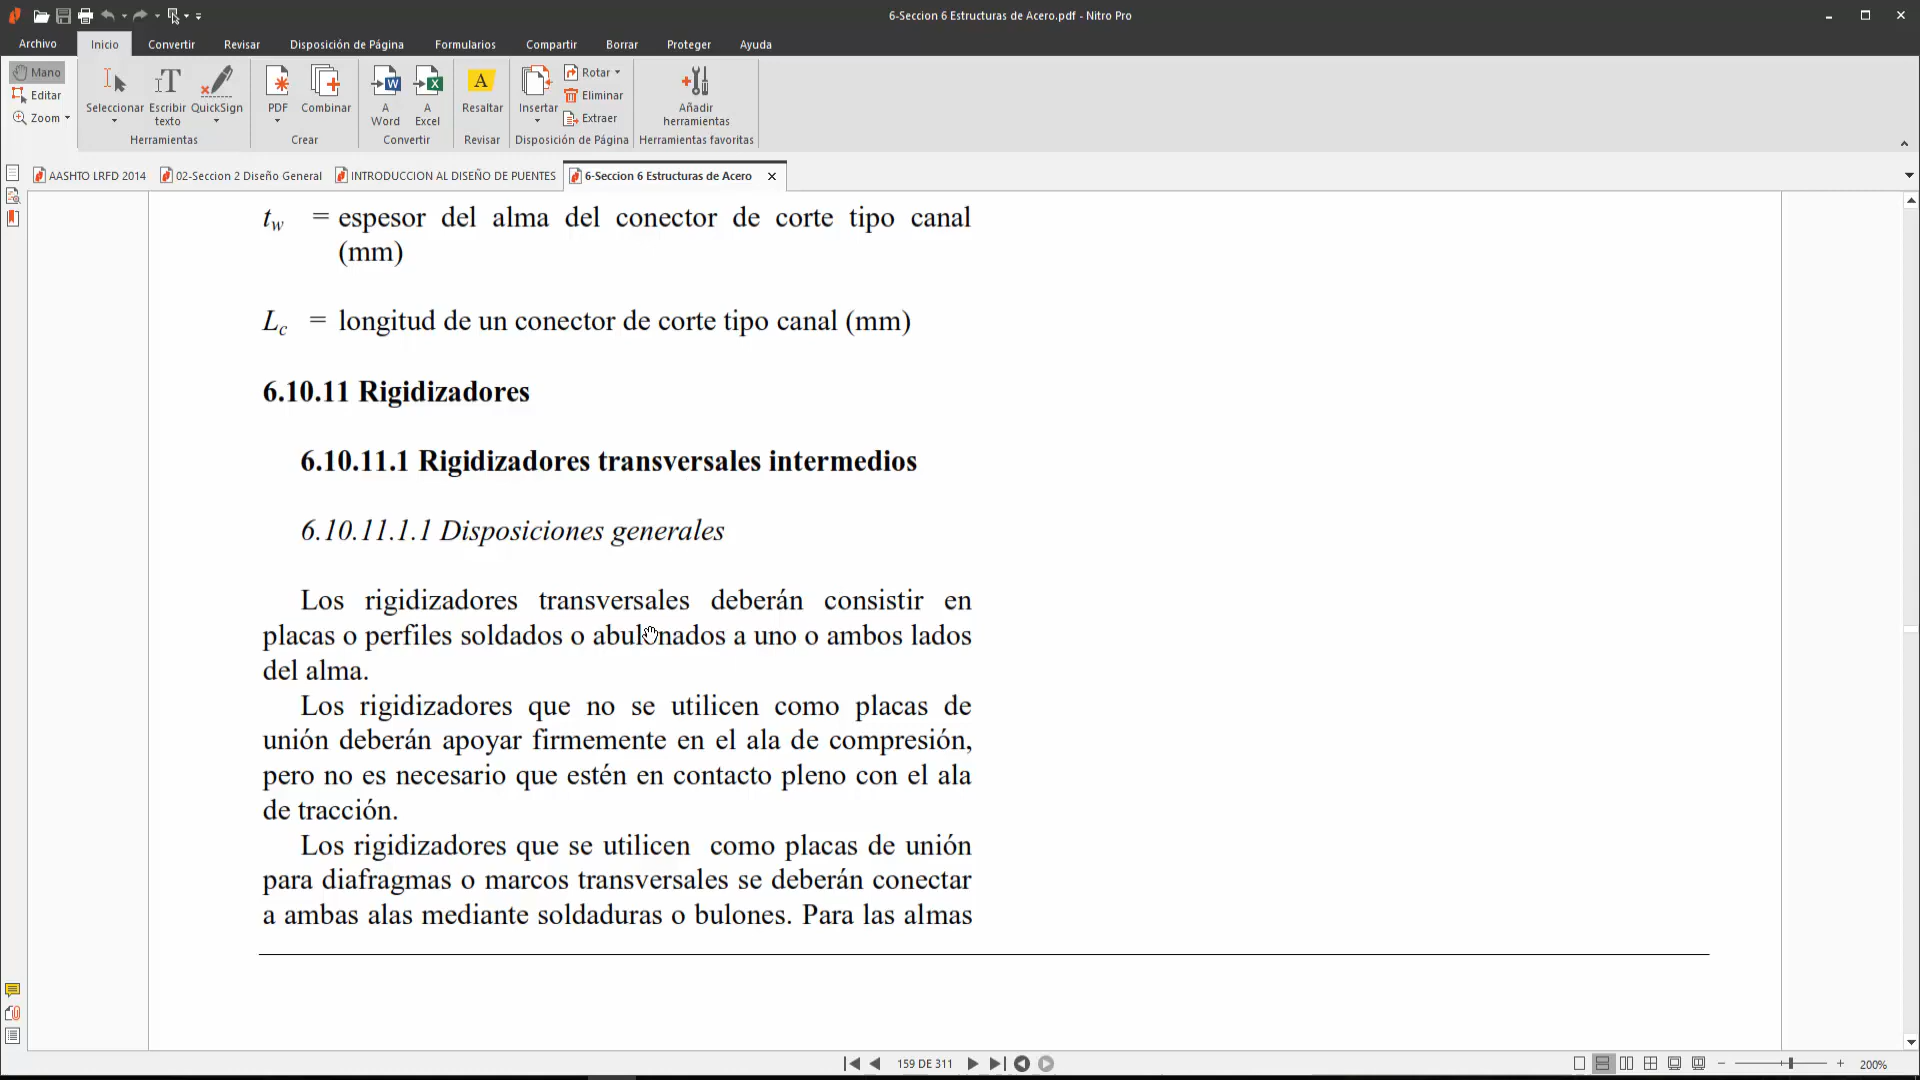 6-Seccion 6 Estructuras de Acero.pdf - Nitro Pro
Archivo Inicio Convertir Revisar Disposición de Página Formularios Compartir Borrar Proteger Ayuda
Mano
Editar
Zoom
Seleccionar
Escribir texto
QuickSign
Herramientas
PDF
Combinar
Crear
A Word
A Excel
Convertir
A
Resaltar
Revisar
Insertar
Rotar
Eliminar
Extraer
Disposición de Página
Añadir herramientas
Herramientas favoritas
AASHTO LRFD 2014
02-Seccion 2 Diseño General
INTRODUCCION AL DISEÑO DE PUENTES
6-Seccion 6 Estructuras de Acero
t_w = espesor del alma del conector de corte tipo canal
(mm)
L_c = longitud de un conector de corte tipo canal (mm)
6.10.11 Rigidizadores
6.10.11.1 Rigidizadores transversales intermedios
6.10.11.1.1 Disposiciones generales
Los rigidizadores transversales deberán consistir en
placas o perfiles soldados o abulonados a uno o ambos lados
del alma.
Los rigidizadores que no se utilicen como placas de
unión deberán apoyar firmemente en el ala de compresión,
pero no es necesario que estén en contacto pleno con el ala
de tracción.
Los rigidizadores que se utilicen como placas de unión
para diafragmas o marcos transversales se deberán conectar
a ambas alas mediante soldaduras o bulones. Para las almas
159 DE 311
200%